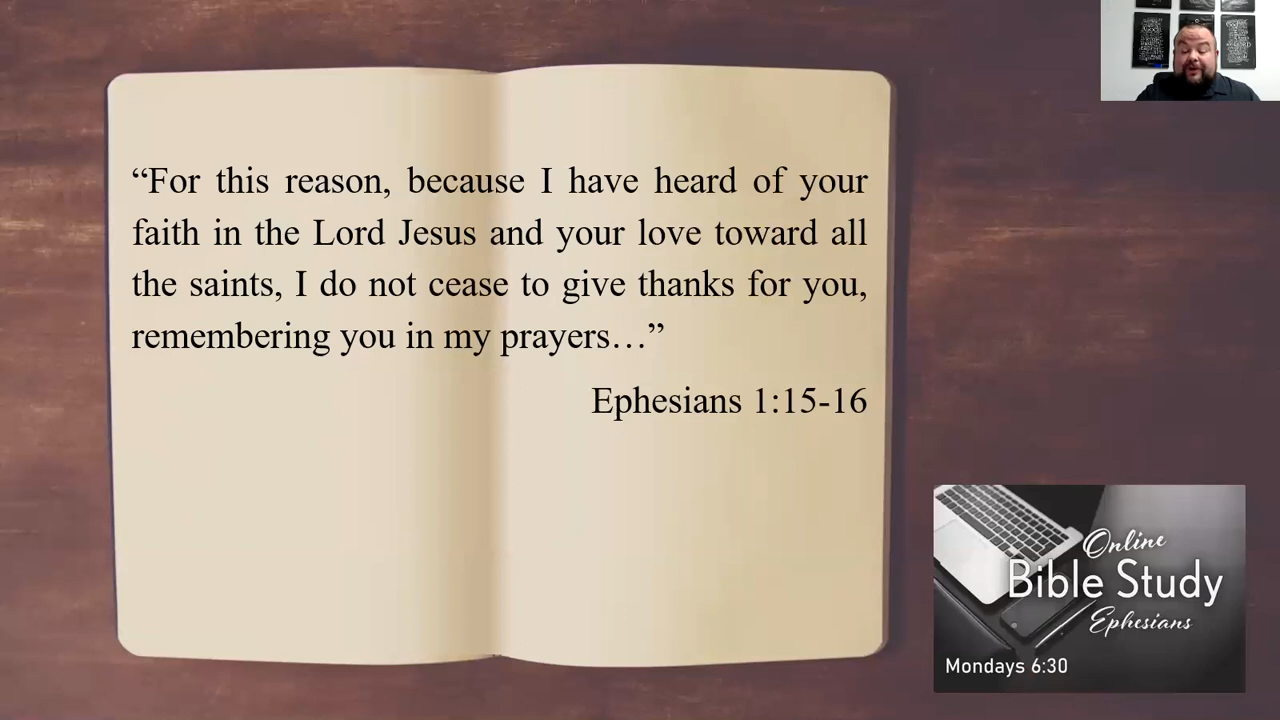 “For this reason, because I have heard of your
faith in the Lord Jesus and your love toward all
the saints, I do not cease to give thanks for you,
remembering you in my prayers…”
Ephesians 1:15-16
Online
Bible Study
Ephesians
Mondays 6:30